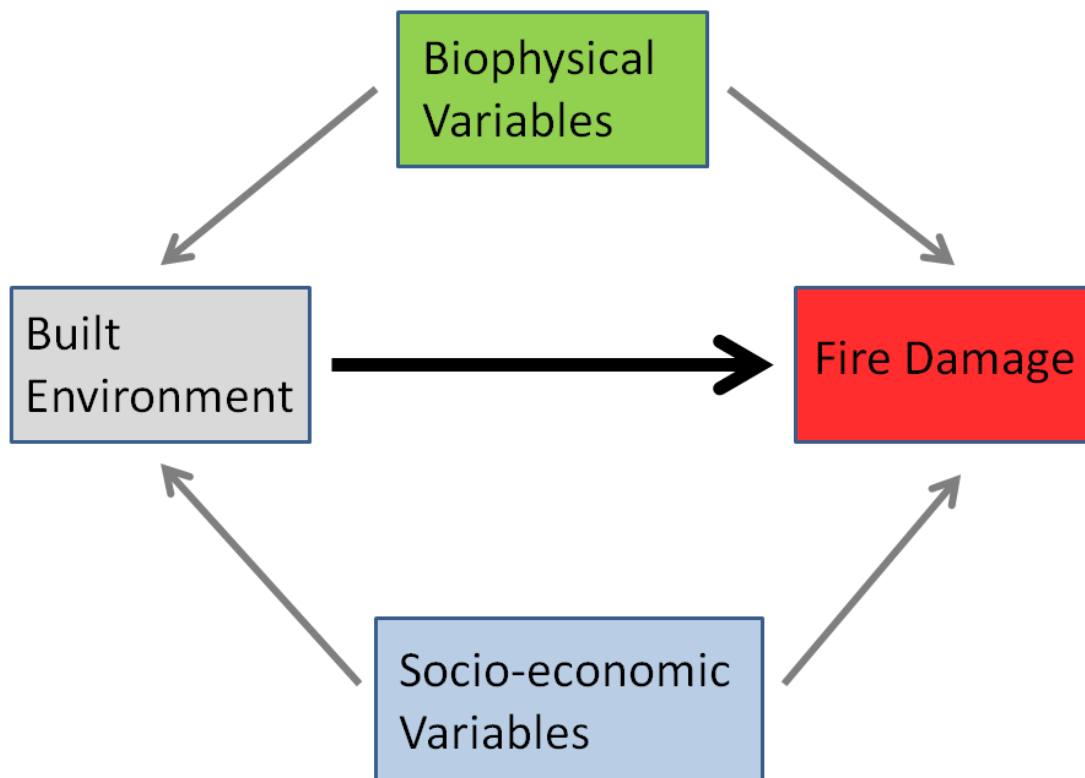 Biophysical
Variables
Built
Environment
Fire Damage
Socio-economic
Variables